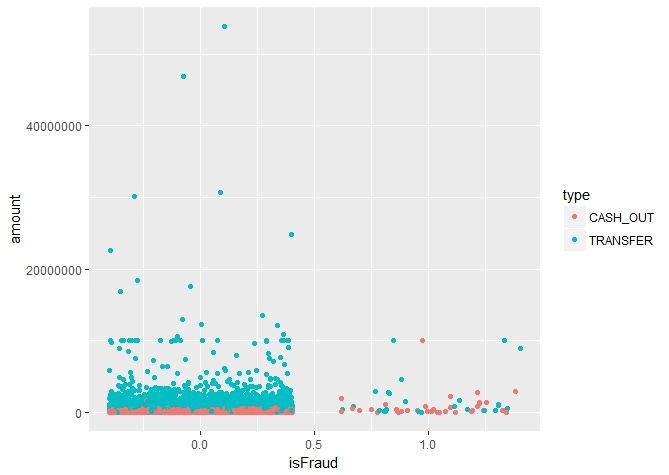 amount
40000000
20000000
0
0.0
0.5
1.0
isFraud
type
CASH_OUT
TRANSFER